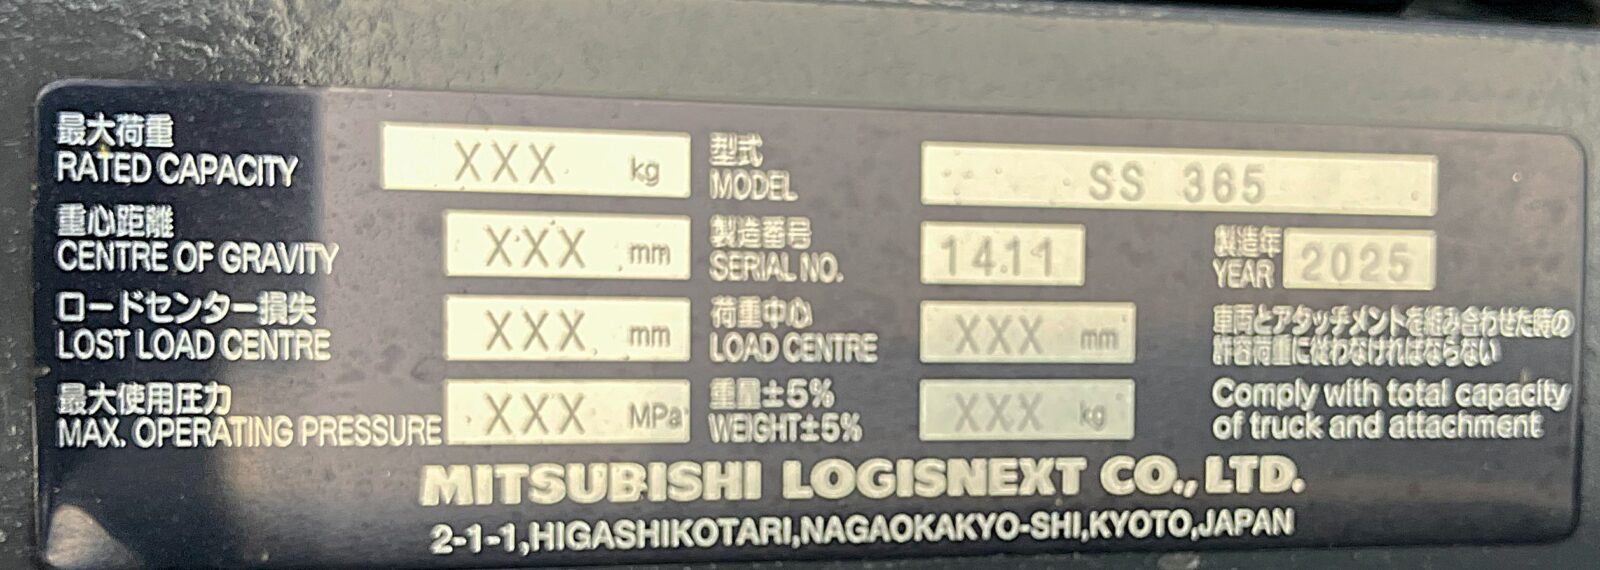 最大荷重
RATED CAPACITY XXX kg
型式
MODEL SS 365
重心距離
CENTRE OF GRAVITY XXX mm
製造番号
SERIAL NO. 1411
製造年
YEAR 2025
ロードセンター損失
LOST LOAD CENTRE XXX mm
荷重中心
LOAD CENTRE XXX mm
車両とアタッチメントを組み合わせた時の
許容荷重に従わなければならない
最大使用圧力
MAX. OPERATING PRESSURE XXX MPa
重量±5%
WEIGHT±5% XXX kg
Comply with total capacity
of truck and attachment
MITSUBISHI LOGISNEXT CO., LTD.
2-1-1,HIGASHIKOTARI,NAGAOKAKYO-SHI,KYOTO,JAPAN